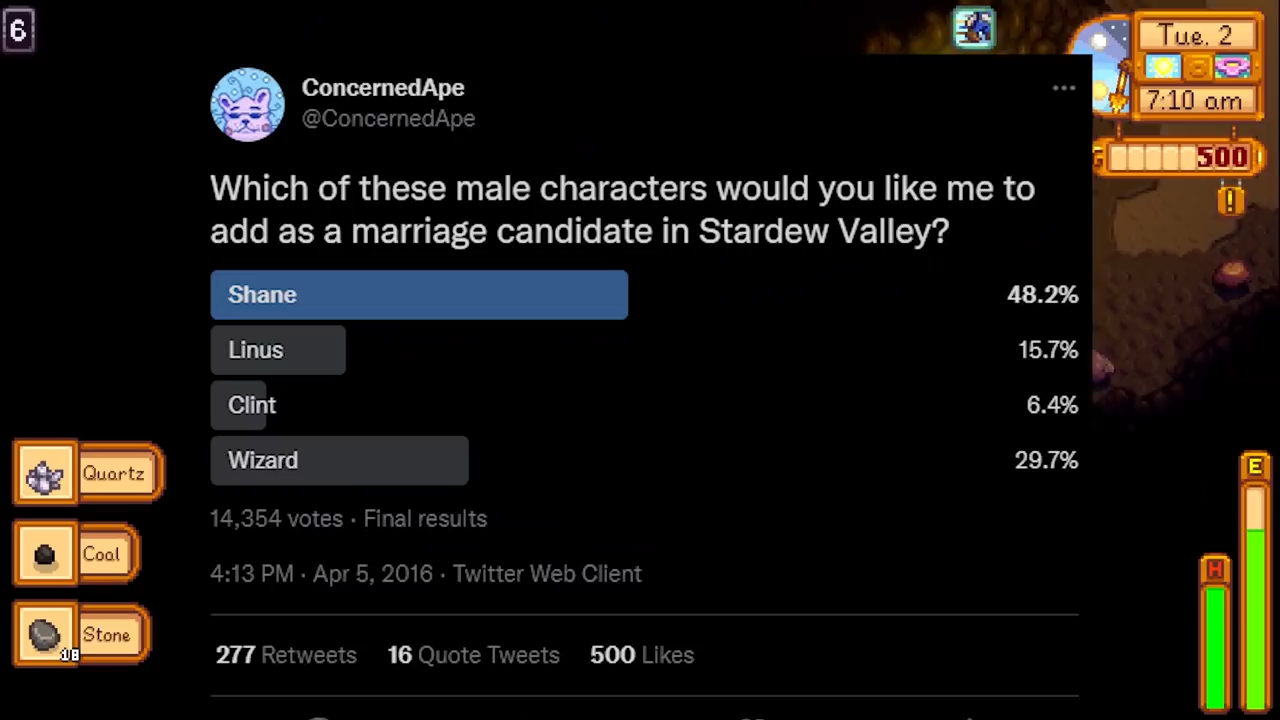 6
ConcernedApe
@ConcernedApe
Tue. 2
7:10 am
500
Which of these male characters would you like me to
add as a marriage candidate in Stardew Valley?
Shane 48.2%
Linus 15.7%
Clint 6.4%
Wizard 29.7%
14,354 votes · Final results
4:13 PM · Apr 5, 2016 · Twitter Web Client
277 Retweets 16 Quote Tweets 500 Likes
Quartz
Coal
Stone
18
E
H